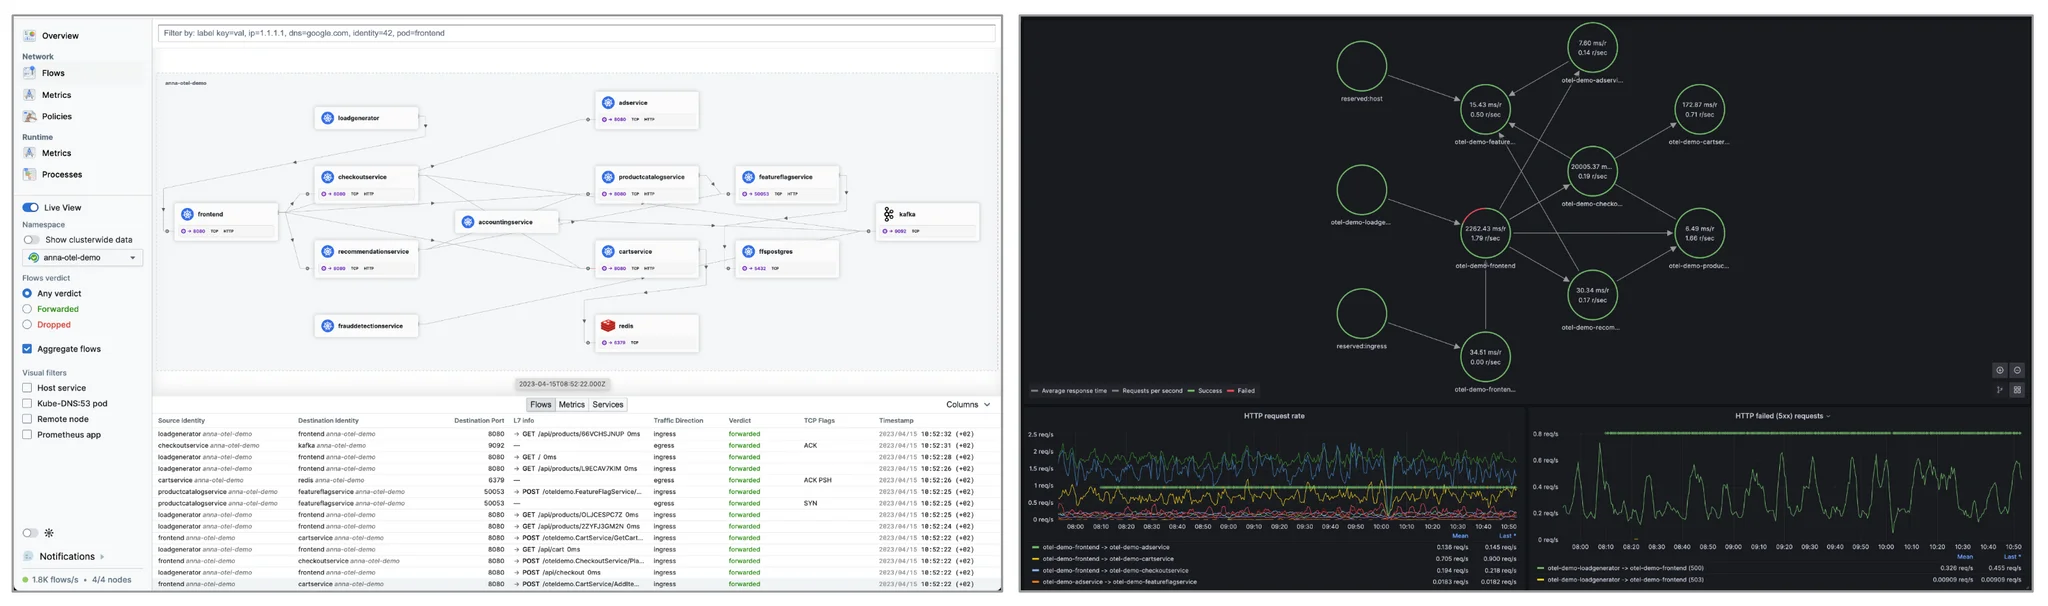 Overview
Network
Flows
Metrics
Policies
Runtime
Metrics
Processes
Live View
Namespace
Show clusterwide data
anna-otel-demo
Flows verdict
Any verdict
Forwarded
Dropped
Aggregate flows
Visual filters
Host service
Kube-DNS:53 pod
Remote node
Prometheus app
Notifications
1.8K flows/s • 4/4 nodes
Filter by: label key=val, ip=1.1.1.1, dns=google.com, identity=42, pod=frontend
anna-otel-demo
loadgenerator
adservice
→ 8080 TCP HTTP
checkoutservice
→ 8080 TCP HTTP
productcatalogservice
→ 8080 TCP HTTP
featureflagservice
→ 50053 TCP HTTP
frontend
→ 8080 TCP HTTP
accountingservice
kafka
→ 9092 TCP
recommendationservice
→ 8080 TCP HTTP
cartservice
→ 8080 TCP HTTP
ffspostgres
→ 5432 TCP
frauddetectionservice
redis
→ 6379 TCP
2023-04-15T08:52:22.000Z
Flows Metrics Services
Columns
Source Identity Destination Identity Destination Port L7 info Traffic Direction Verdict TCP Flags Timestamp
loadgenerator anna-otel-demo frontend anna-otel-demo 8080 → GET /api/products/66VCHSJNUP 0ms ingress forwarded 2023/04/15 10:52:32 (+02)
checkoutservice anna-otel-demo kafka anna-otel-demo 9092 — egress forwarded ACK 2023/04/15 10:52:31 (+02)
loadgenerator anna-otel-demo frontend anna-otel-demo 8080 → GET / 0ms ingress forwarded 2023/04/15 10:52:28 (+02)
loadgenerator anna-otel-demo frontend anna-otel-demo 8080 → GET /api/products/L9ECAV7KIM 0ms ingress forwarded 2023/04/15 10:52:26 (+02)
cartservice anna-otel-demo redis anna-otel-demo 6379 — egress forwarded ACK PSH 2023/04/15 10:52:26 (+02)
productcatalogservice anna-otel-demo featureflagservice anna-otel-demo 50053 → POST /oteldemo.FeatureFlagService/... ingress forwarded 2023/04/15 10:52:25 (+02)
productcatalogservice anna-otel-demo featureflagservice anna-otel-demo 50053 — egress forwarded SYN 2023/04/15 10:52:25 (+02)
loadgenerator anna-otel-demo frontend anna-otel-demo 8080 → GET /api/products/OLJCESPC7Z 0ms ingress forwarded 2023/04/15 10:52:25 (+02)
loadgenerator anna-otel-demo frontend anna-otel-demo 8080 → GET /api/products/2ZYFJ3GM2N 0ms ingress forwarded 2023/04/15 10:52:24 (+02)
frontend anna-otel-demo cartservice anna-otel-demo 8080 → POST /oteldemo.CartService/GetCart... ingress forwarded 2023/04/15 10:52:22 (+02)
loadgenerator anna-otel-demo frontend anna-otel-demo 8080 → GET /api/cart 0ms ingress forwarded 2023/04/15 10:52:22 (+02)
frontend anna-otel-demo checkoutservice anna-otel-demo 8080 → POST /oteldemo.CheckoutService/Pla... ingress forwarded 2023/04/15 10:52:22 (+02)
loadgenerator anna-otel-demo frontend anna-otel-demo 8080 → POST /api/checkout 0ms ingress forwarded 2023/04/15 10:52:22 (+02)
frontend anna-otel-demo cartservice anna-otel-demo 8080 → POST /oteldemo.CartService/AddIte... ingress forwarded 2023/04/15 10:52:22 (+02)
reserved:host
7.60 ms/r
0.14 r/sec
otel-demo-adservi...
15.43 ms/r
0.50 r/sec
otel-demo-feature...
172.87 ms/r
0.71 r/sec
otel-demo-cartser...
20005.37 m...
0.19 r/sec
otel-demo-checko...
otel-demo-loadge...
2262.43 ms/r
1.79 r/sec
otel-demo-frontend
6.49 ms/r
1.66 r/sec
otel-demo-produc...
30.34 ms/r
0.17 r/sec
otel-demo-recom...
reserved:ingress
34.51 ms/r
0.00 r/sec
otel-demo-fronten...
Average response time Requests per second Success Failed
HTTP request rate
2.5 req/s
2 req/s
1.5 req/s
1 req/s
0.5 req/s
0 req/s
08:00 08:10 08:20 08:30 08:40 08:50 09:00 09:10 09:20 09:30 09:40 09:50 10:00 10:10 10:20 10:30 10:40 10:50
Mean Last *
otel-demo-frontend -> otel-demo-adservice 0.136 req/s 0.145 req/s
otel-demo-frontend -> otel-demo-cartservice 0.705 req/s 0.900 req/s
otel-demo-frontend -> otel-demo-checkoutservice 0.194 req/s 0.218 req/s
otel-demo-adservice -> otel-demo-featureflagservice 0.0183 req/s 0.0182 req/s
HTTP failed (5xx) requests
0.8 req/s
0.6 req/s
0.4 req/s
0.2 req/s
0 req/s
08:00 08:10 08:20 08:30 08:40 08:50 09:00 09:10 09:20 09:30 09:40 09:50 10:00 10:10 10:20 10:30 10:40 10:50
Mean Last *
otel-demo-loadgenerator -> otel-demo-frontend (500) 0.326 req/s 0.455 req/s
otel-demo-loadgenerator -> otel-demo-frontend (503) 0.00909 req/s 0.00909 req/s